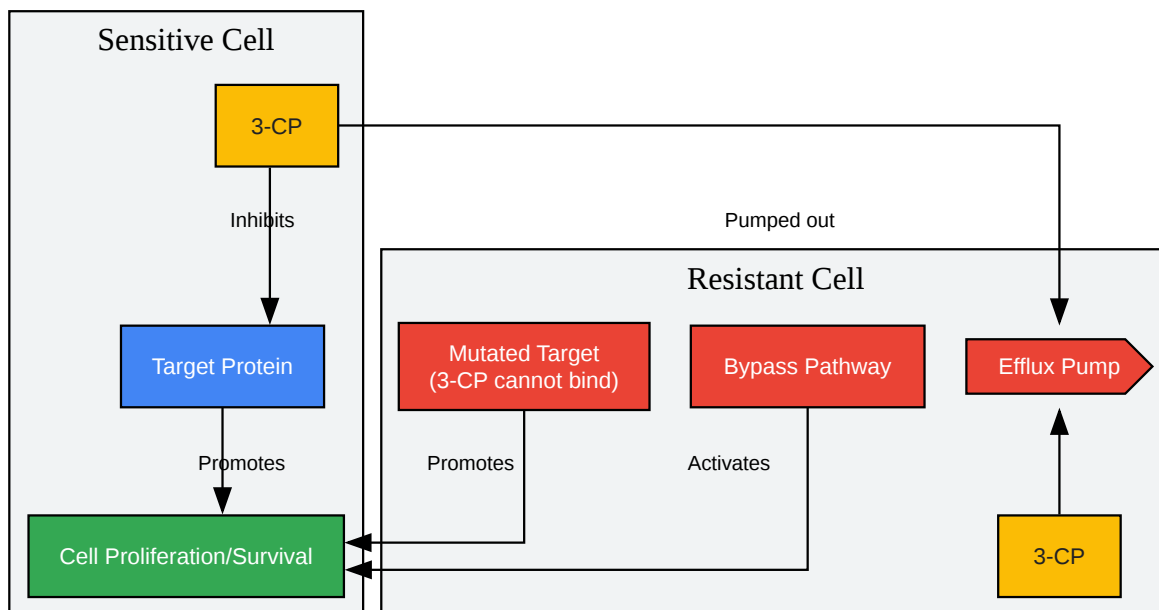 Sensitive Cell
3-CP
Inhibits
Pumped out
Resistant Cell
Target Protein
Mutated Target
(3-CP cannot bind)
Bypass Pathway
Efflux Pump
Promotes
Promotes
Activates
Cell Proliferation/Survival
3-CP